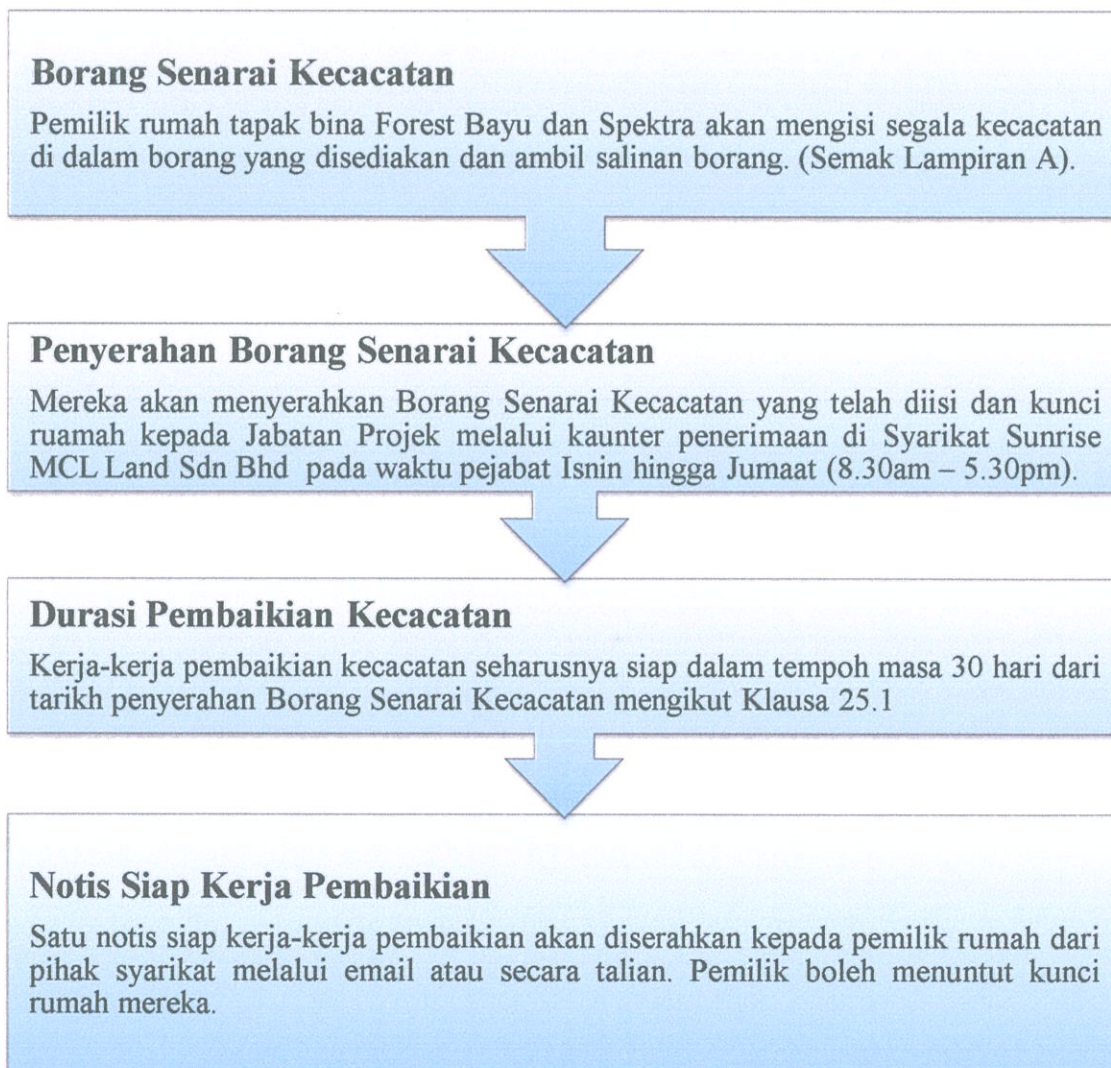 Borang Senarai Kecacatan
Pemilik rumah tapak bina Forest Bayu dan Spektra akan mengisi segala kecacatan
di dalam borang yang disediakan dan ambil salinan borang. (Semak Lampiran A).
Penyerahan Borang Senarai Kecacatan
Mereka akan menyerahkan Borang Senarai Kecacatan yang telah diisi dan kunci
ruamah kepada Jabatan Projek melalui kaunter penerimaan di Syarikat Sunrise
MCL Land Sdn Bhd pada waktu pejabat Isnin hingga Jumaat (8.30am – 5.30pm).
Durasi Pembaikian Kecacatan
Kerja-kerja pembaikian kecacatan seharusnya siap dalam tempoh masa 30 hari dari
tarikh penyerahan Borang Senarai Kecacatan mengikut Klausa 25.1
Notis Siap Kerja Pembaikian
Satu notis siap kerja-kerja pembaikian akan diserahkan kepada pemilik rumah dari
pihak syarikat melalui email atau secara talian. Pemilik boleh menuntut kunci
rumah mereka.